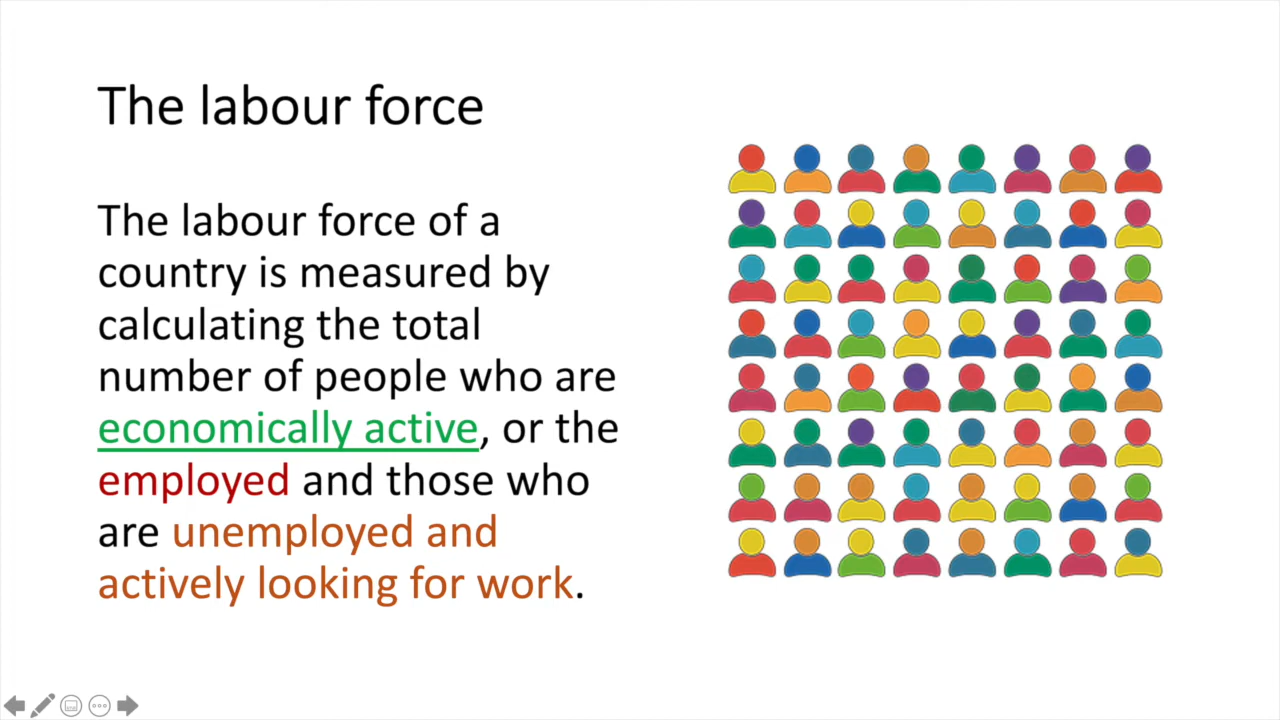 The labour force
The labour force of a
country is measured by
calculating the total
number of people who are
economically active, or the
employed and those who
are unemployed and
actively looking for work.